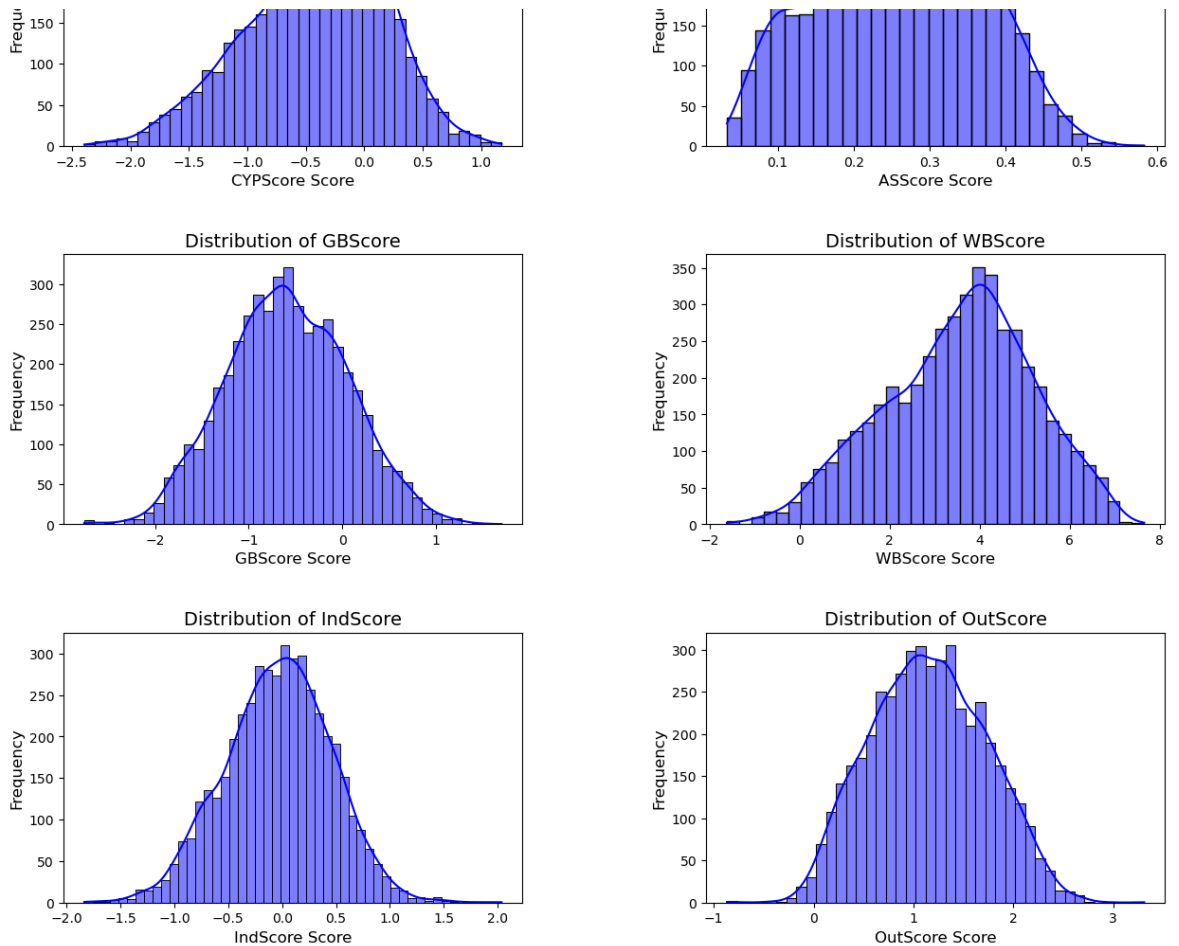 150
100
50
0
Frequ
−2.5 −2.0 −1.5 −1.0 −0.5 0.0 0.5 1.0
CYPScore Score
150
100
50
0
Frequ
0.1 0.2 0.3 0.4 0.5 0.6
ASScore Score
Distribution of GBScore
300
250
200
150
100
50
0
Frequency
−2 −1 0 1
GBScore Score
Distribution of WBScore
350
300
250
200
150
100
50
0
Frequency
−2 0 2 4 6 8
WBScore Score
Distribution of IndScore
300
250
200
150
100
50
0
Frequency
−2.0 −1.5 −1.0 −0.5 0.0 0.5 1.0 1.5 2.0
IndScore Score
Distribution of OutScore
300
250
200
150
100
50
0
Frequency
−1 0 1 2 3
OutScore Score